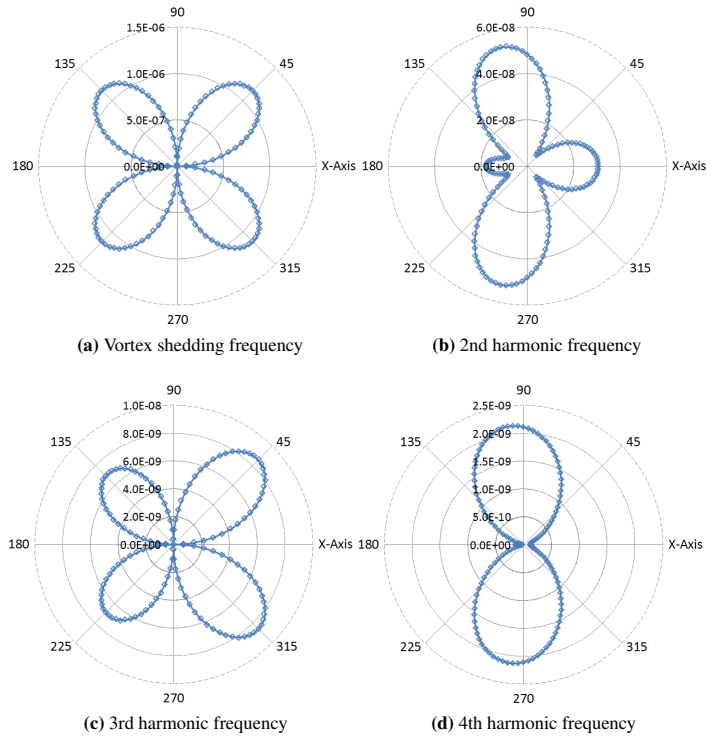 90
1.5E-06
135
45
1.0E-06
5.0E-07
180
0.0E+00
X-Axis
225
315
270
(a) Vortex shedding frequency
90
6.0E-08
135
45
4.0E-08
2.0E-08
180
0.0E+00
X-Axis
225
315
270
(b) 2nd harmonic frequency
90
1.0E-08
135
45
8.0E-09
6.0E-09
4.0E-09
2.0E-09
180
0.0E+00
X-Axis
225
315
270
(c) 3rd harmonic frequency
90
2.5E-09
135
45
2.0E-09
1.5E-09
1.0E-09
5.0E-10
180
0.0E+00
X-Axis
225
315
270
(d) 4th harmonic frequency